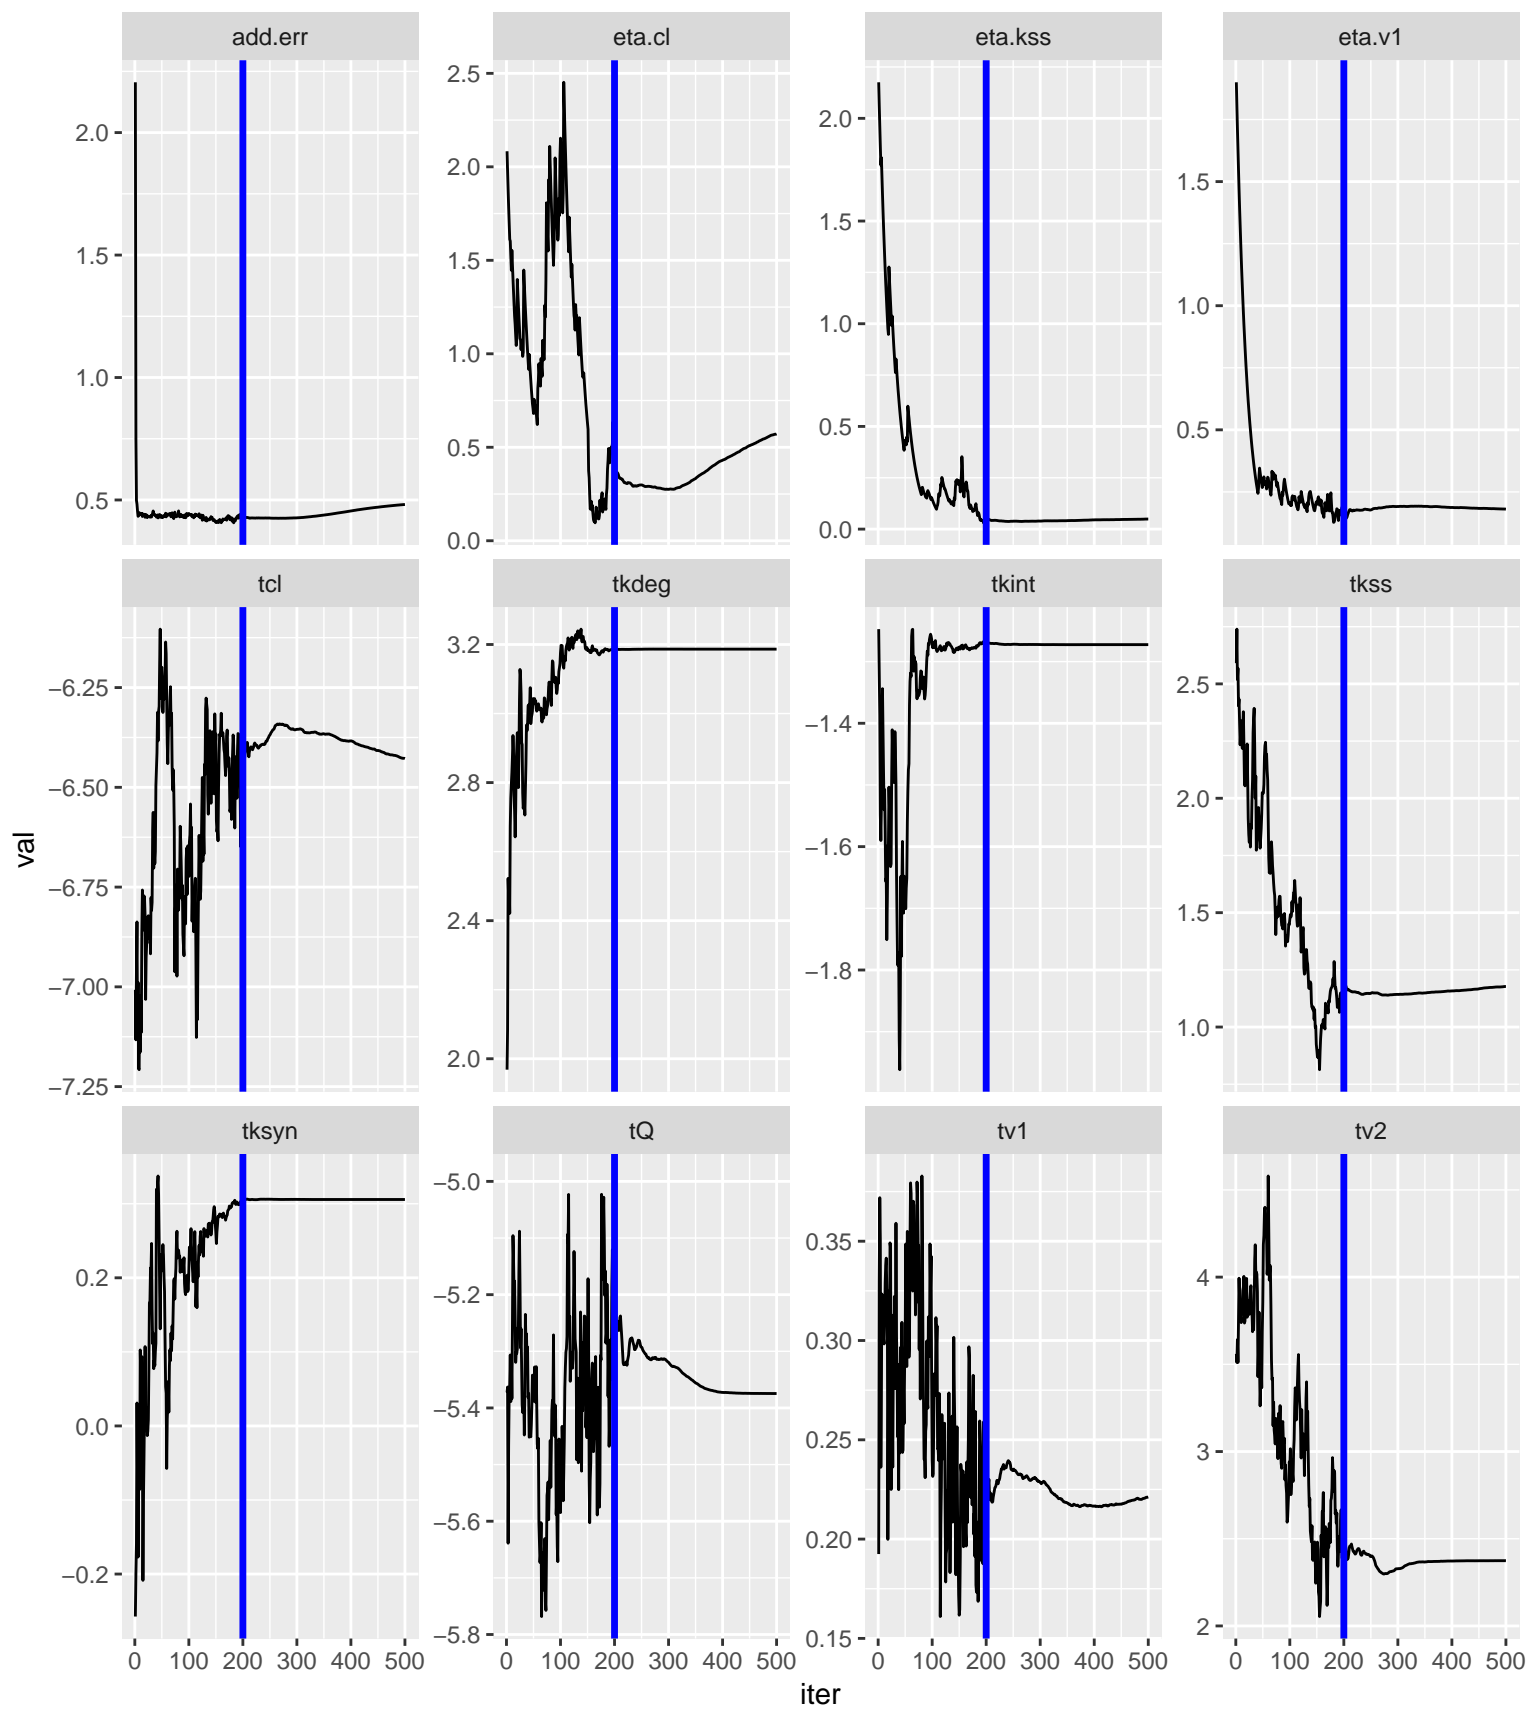 add.err eta.cl eta.kss eta.v1
2.5
2.0 2.0 2.0
1.5 1.5 1.5 1.5
1.0 1.0 1.0 1.0
0.5 0.5 0.5 0.5
0.0 0.0
tcl tkdeg tkint tkss
−6.25 3.2 −1.4 2.5
−6.50 2.8 2.0
−6.75 −1.6 1.5
2.4
−7.00 −1.8 1.0
−7.25 2.0
val
tksyn tQ tv1 tv2
−5.0 0.35 4
0.2 −5.2 0.30
0.0 −5.4 0.25 3
−5.6 0.20
−0.2 −5.8 0.15 2
0 100 200 300 400 500 0 100 200 300 400 500 0 100 200 300 400 500 0 100 200 300 400 500
iter